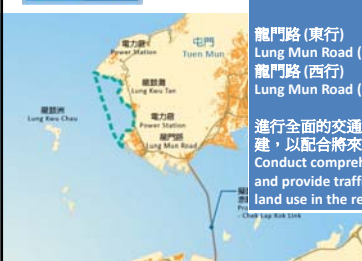 電力廠
Power Station
屯門
Tuen Mun
龍鼓灘
Lung Kwu Tan
龍鼓洲
Lung Kwu Chau
電力廠
Power Station
龍門路
Lung Mun Road
- Chek Lap Kok Link
龍門路 (東行)
Lung Mun Road (
龍門路 (西行)
Lung Mun Road (
進行全面的交通
建，以配合將來
Conduct compreh
and provide traff
land use in the re